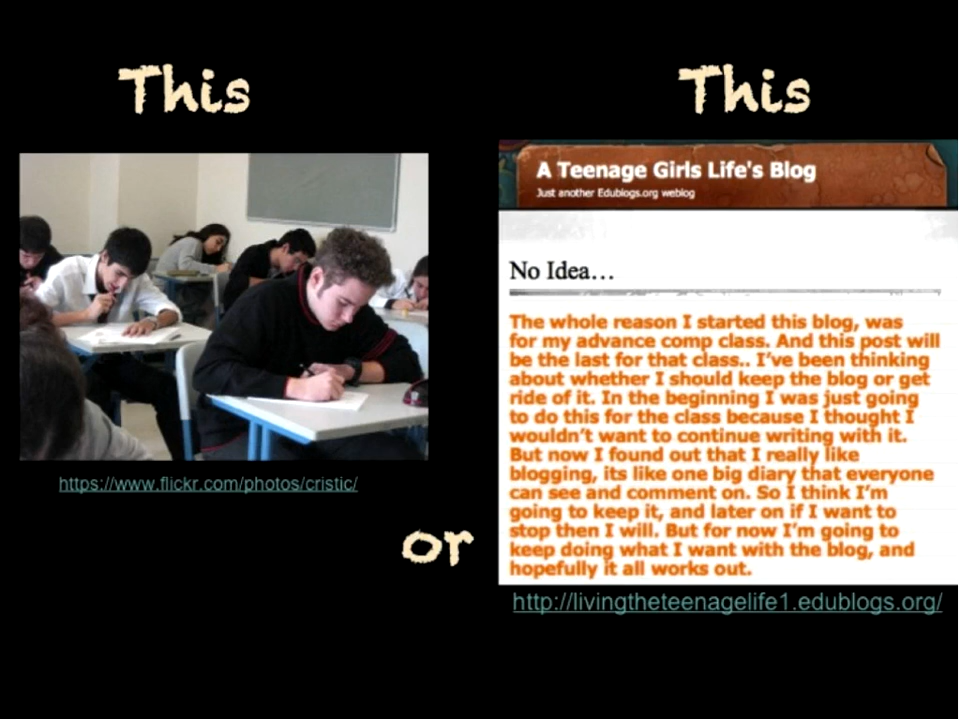 This
This
https://www.flickr.com/photos/cristic/
or
A Teenage Girls Life's Blog
Just another Edublogs.org weblog
No Idea...
The whole reason I started this blog, was
for my advance comp class. And this post will
be the last for that class.. I've been thinking
about whether I should keep the blog or get
ride of it. In the beginning I was just going
to do this for the class because I thought I
wouldn't want to continue writing with it.
But now I found out that I really like
blogging, its like one big diary that everyone
can see and comment on. So I think I'm
going to keep it, and later on if I want to
stop then I will. But for now I'm going to
keep doing what I want with the blog, and
hopefully it all works out.
http://livingtheteenagelife1.edublogs.org/